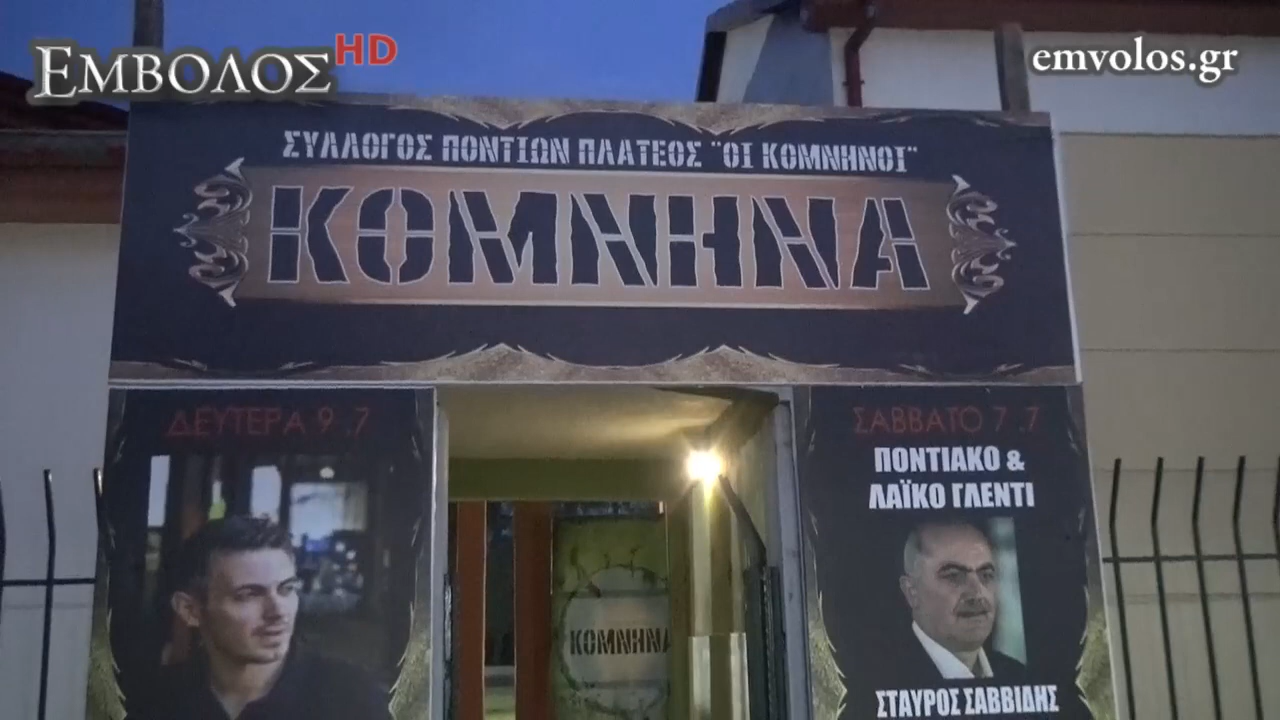 ΕΜΒΟΛΟΣ HD
emvolos.gr
ΣΥΛΛΟΓΟΣ ΠΟΝΤΙΩΝ ΠΛΑΤΕΟΣ "ΟΙ ΚΟΜΝΗΝΟΙ"
ΚΟΜΝΗΝΑ
ΔΕΥΤΕΡΑ 9 .7
ΣΑΒΒΑΤΟ 7 .7
ΠΟΝΤΙΑΚΟ &
ΛΑΪΚΟ ΓΛΕΝΤΙ
ΚΟΜΝΗΝΑ
ΣΤΑΥΡΟΣ ΣΑΒΒΙΔΗΣ